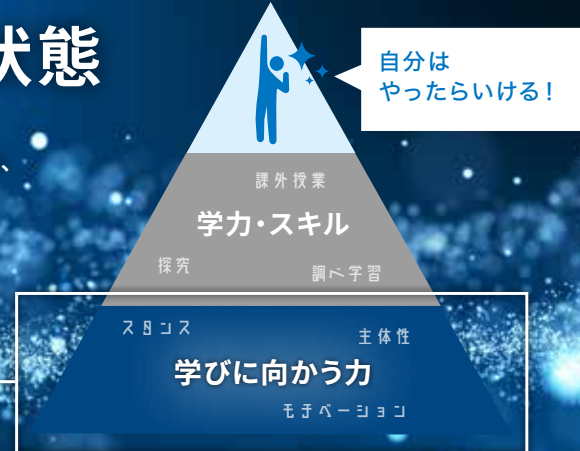 状態
、
自分は
やったらいける！
課外授業
学力・スキル
探究
調べ学習
スタンス
主体性
学びに向かう力
モチベーション